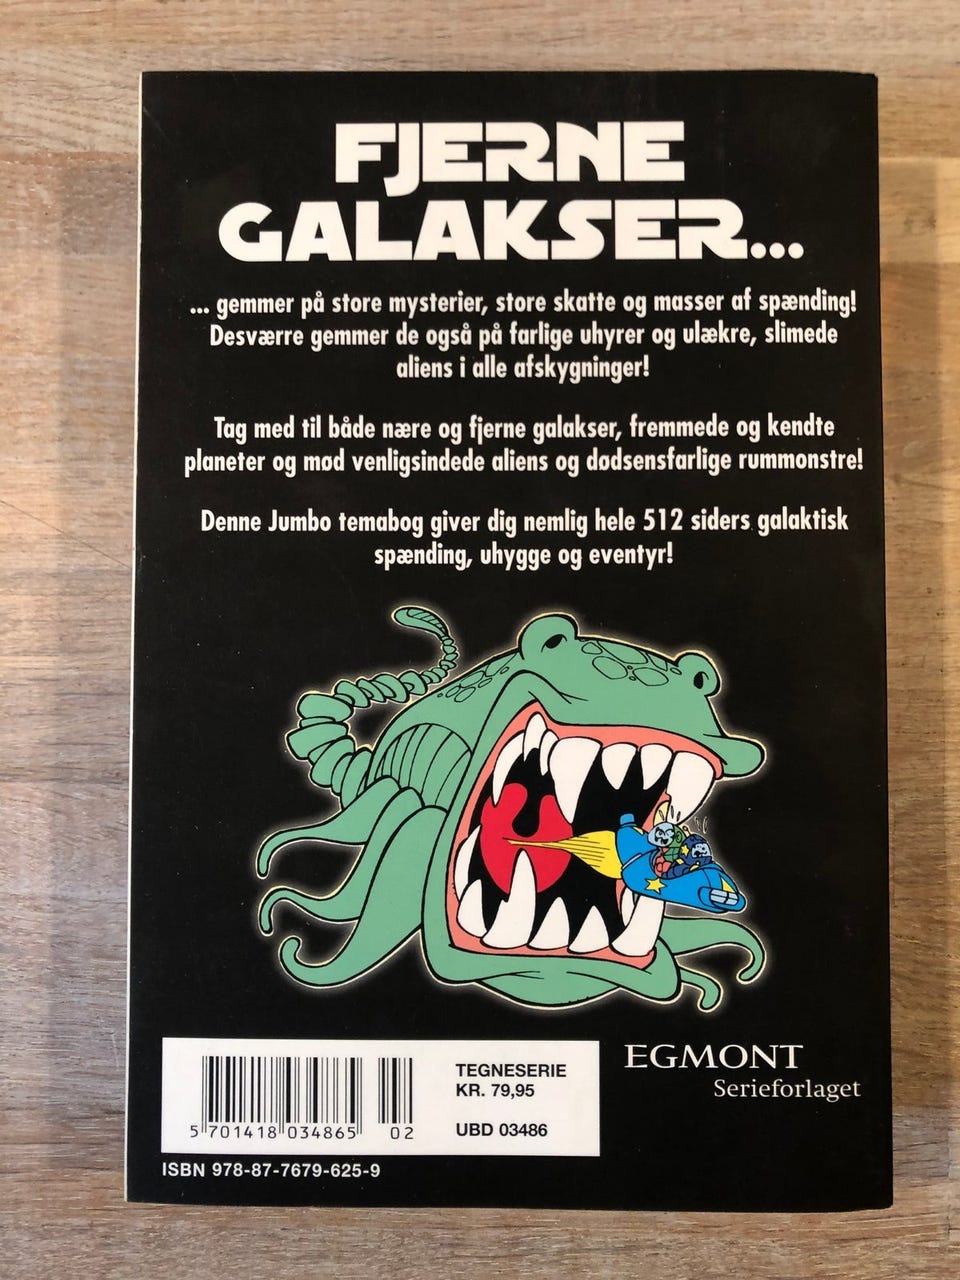 FJERNE
GALAKSER...
... gemmer på store mysterier, store skatte og masser af spænding!
Desværre gemmer de også på farlige uhyrer og ulækre, slimede
aliens i alle afskygninger!
Tag med til både nære og fjerne galakser, fremmede og kendte
planeter og mød venligsindede aliens og dødsensfarlige rummonstre!
Denne Jumbo temabog giver dig nemlig hele 512 siders galaktisk
spænding, uhygge og eventyr!
TEGNESERIE
KR. 79,95
UBD 03486
5 701418 034865 02
ISBN 978-87-7679-625-9
EGMONT
Serieforlaget